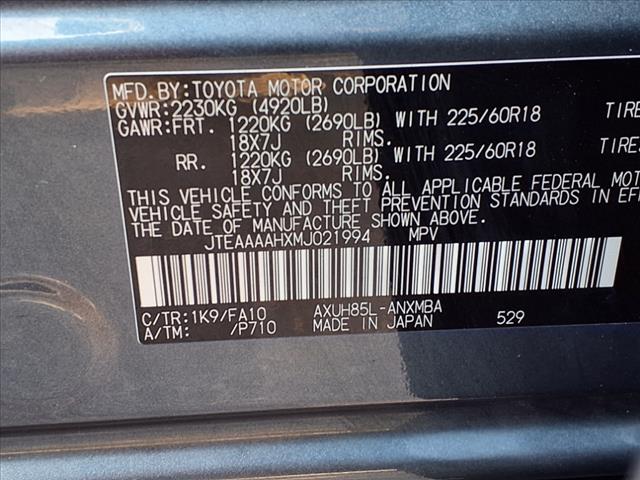 MFD.BY:TOYOTA MOTOR CORPORATION
GVWR:2230KG (4920LB)
GAWR:FRT. 1220KG (2690LB) WITH 225/60R18 TIRE
18X7J RIMS.
RR. 1220KG (2690LB) WITH 225/60R18 TIRES
18X7J RIMS.
THIS VEHICLE CONFORMS TO ALL APPLICABLE FEDERAL MOT
VEHICLE SAFETY AND THEFT PREVENTION STANDARDS IN EFF
THE DATE OF MANUFACTURE SHOWN ABOVE.
JTEAAAAHXMJ021994 MPV
C/TR:1K9/FA10 AXUH85L-ANXMBA 529
A/TM: /P710 MADE IN JAPAN